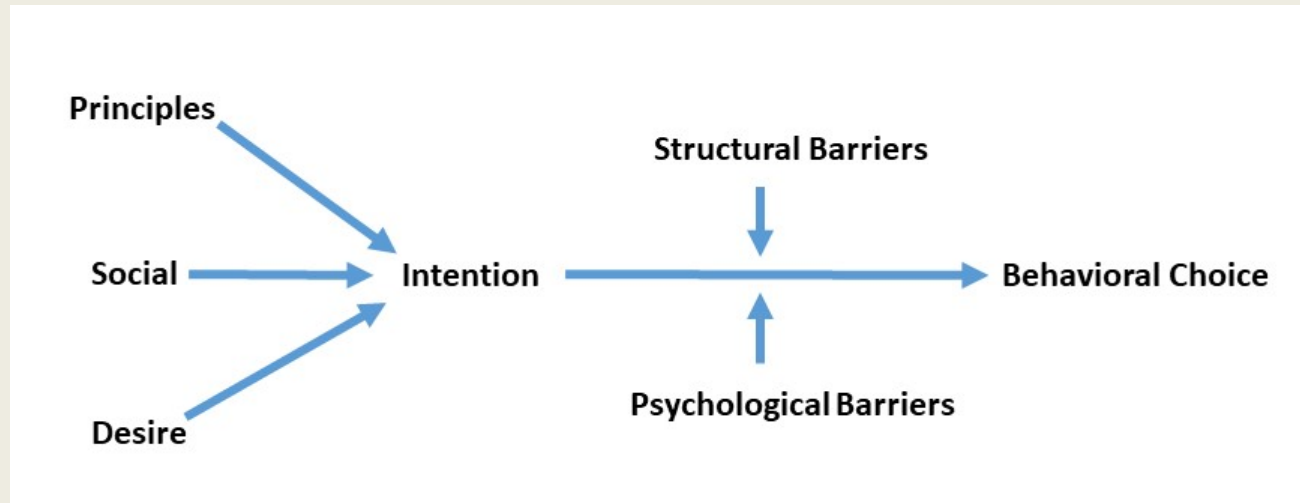 Principles
Structural Barriers
Social
Intention
Behavioral Choice
Psychological Barriers
Desire